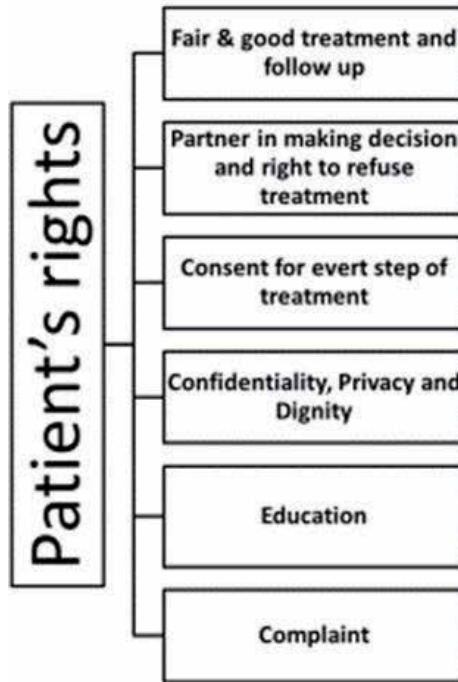 Patient's rights
Fair & good treatment and
follow up
Partner in making decision
and right to refuse
treatment
Consent for evert step of
treatment
Confidentiality, Privacy and
Dignity
Education
Complaint